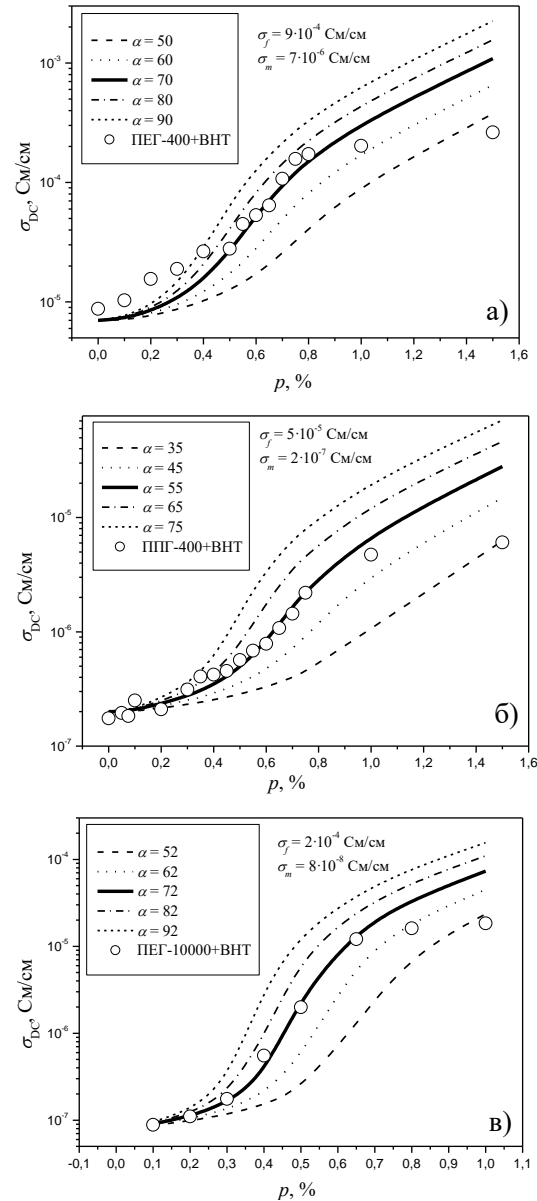 σDC, См/см
10⁻³
10⁻⁴
10⁻⁵
α = 50
α = 60
α = 70
α = 80
α = 90
ПЕГ-400+ВНТ
σf = 9·10⁻⁴ См/см
σm = 7·10⁻⁶ См/см
а)
0,0 0,2 0,4 0,6 0,8 1,0 1,2 1,4 1,6
p, %
σDC, См/см
10⁻⁵
10⁻⁶
10⁻⁷
α = 35
α = 45
α = 55
α = 65
α = 75
ППГ-400+ВНТ
σf = 5·10⁻⁵ См/см
σm = 2·10⁻⁷ См/см
б)
0,0 0,2 0,4 0,6 0,8 1,0 1,2 1,4 1,6
p, %
σDC, См/см
10⁻⁴
10⁻⁵
10⁻⁶
10⁻⁷
α = 52
α = 62
α = 72
α = 82
α = 92
ПЕГ-10000+ВНТ
σf = 2·10⁻⁴ См/см
σm = 8·10⁻⁸ См/см
в)
-0,1 0,0 0,1 0,2 0,3 0,4 0,5 0,6 0,7 0,8 0,9 1,0 1,1
p, %